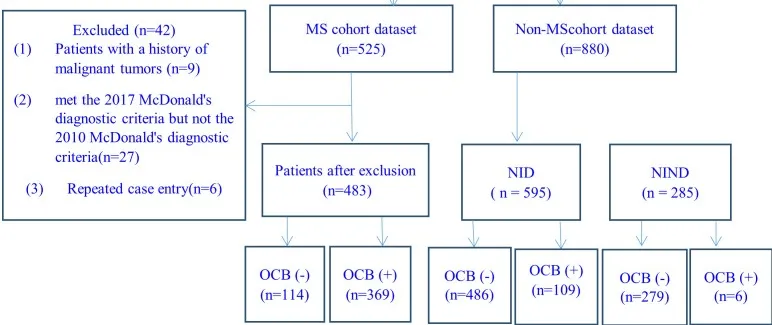 Excluded (n=42)
(1) Patients with a history of
malignant tumors (n=9)
(2) met the 2017 McDonald's
diagnostic criteria but not the
2010 McDonald's diagnostic
criteria(n=27)
(3) Repeated case entry(n=6)
MS cohort dataset
(n=525)
Non-MScohort dataset
(n=880)
Patients after exclusion
(n=483)
NID
( n = 595)
NIND
(n = 285)
OCB (-)
(n=114)
OCB (+)
(n=369)
OCB (-)
(n=486)
OCB (+)
(n=109)
OCB (-)
(n=279)
OCB (+)
(n=6)